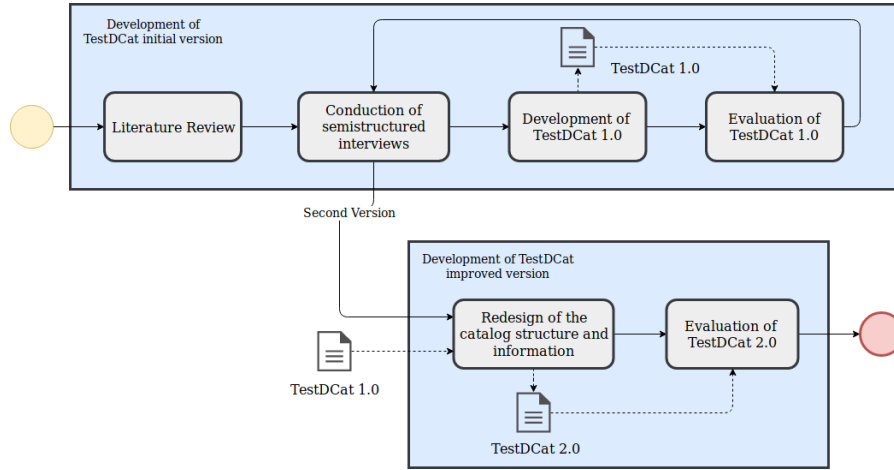 Development of
TestDCat initial version
TestDCat 1.0
Literature Review
Conduction of
semistructured
interviews
Development of
TestDCat 1.0
Evaluation of
TestDCat 1.0
Second Version
Development of TestDCat
improved version
Redesign of the
catalog structure and
information
Evaluation of
TestDCat 2.0
TestDCat 1.0
TestDCat 2.0